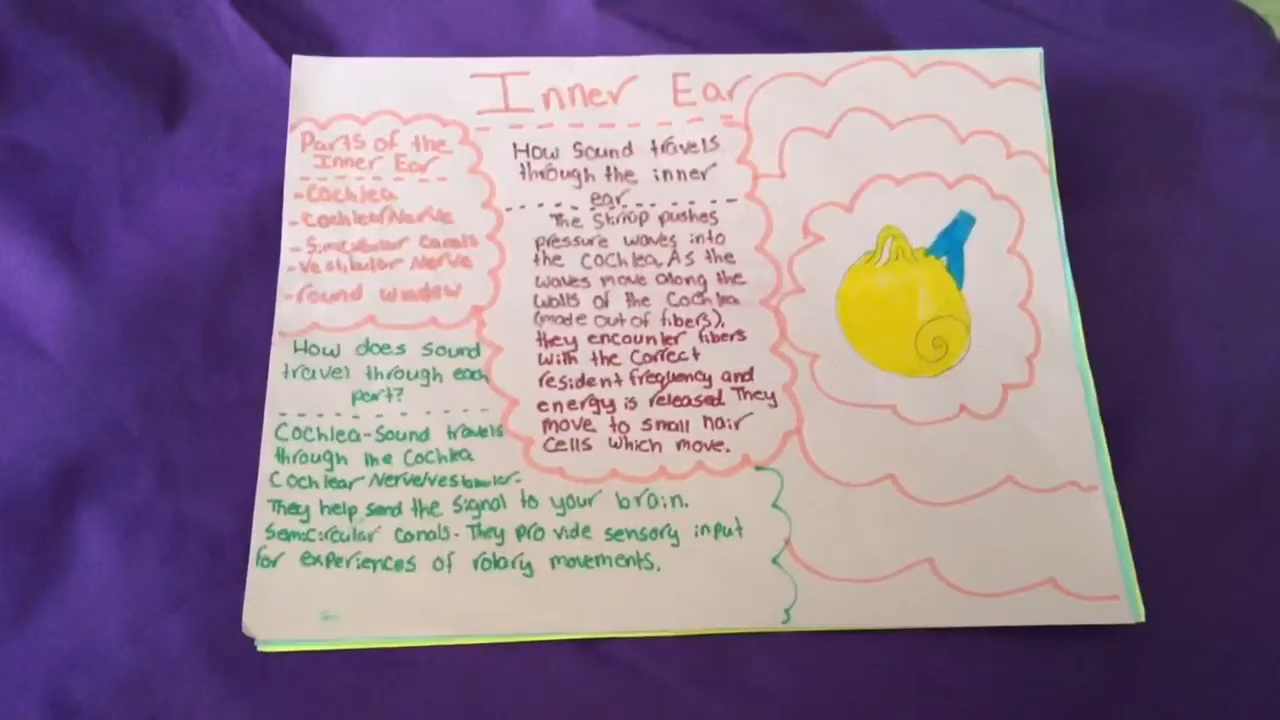 Inner Ear
Parts of the
Inner Ear
-Cochlea
-Cochlear Nerve
-Simicubular Canals
-Vestibular Nerve
-round window
How does sound
travel through each
part?
Cochlea-Sound travels
through the Cochlea
Cochlear Nerve/vestibular-
They help send the signal to your brain.
Semicircular canals- They provide sensory input
for experiences of rotary movements.
How Sound travels
through the inner
ear
The Stirrup pushes
pressure waves into
the cochlea. As the
waves move along the
walls of the Cochlea
(made out of fibers),
they encounter fibers
with the correct
resident frequency and
energy is released. They
move to small hair
cells which move.